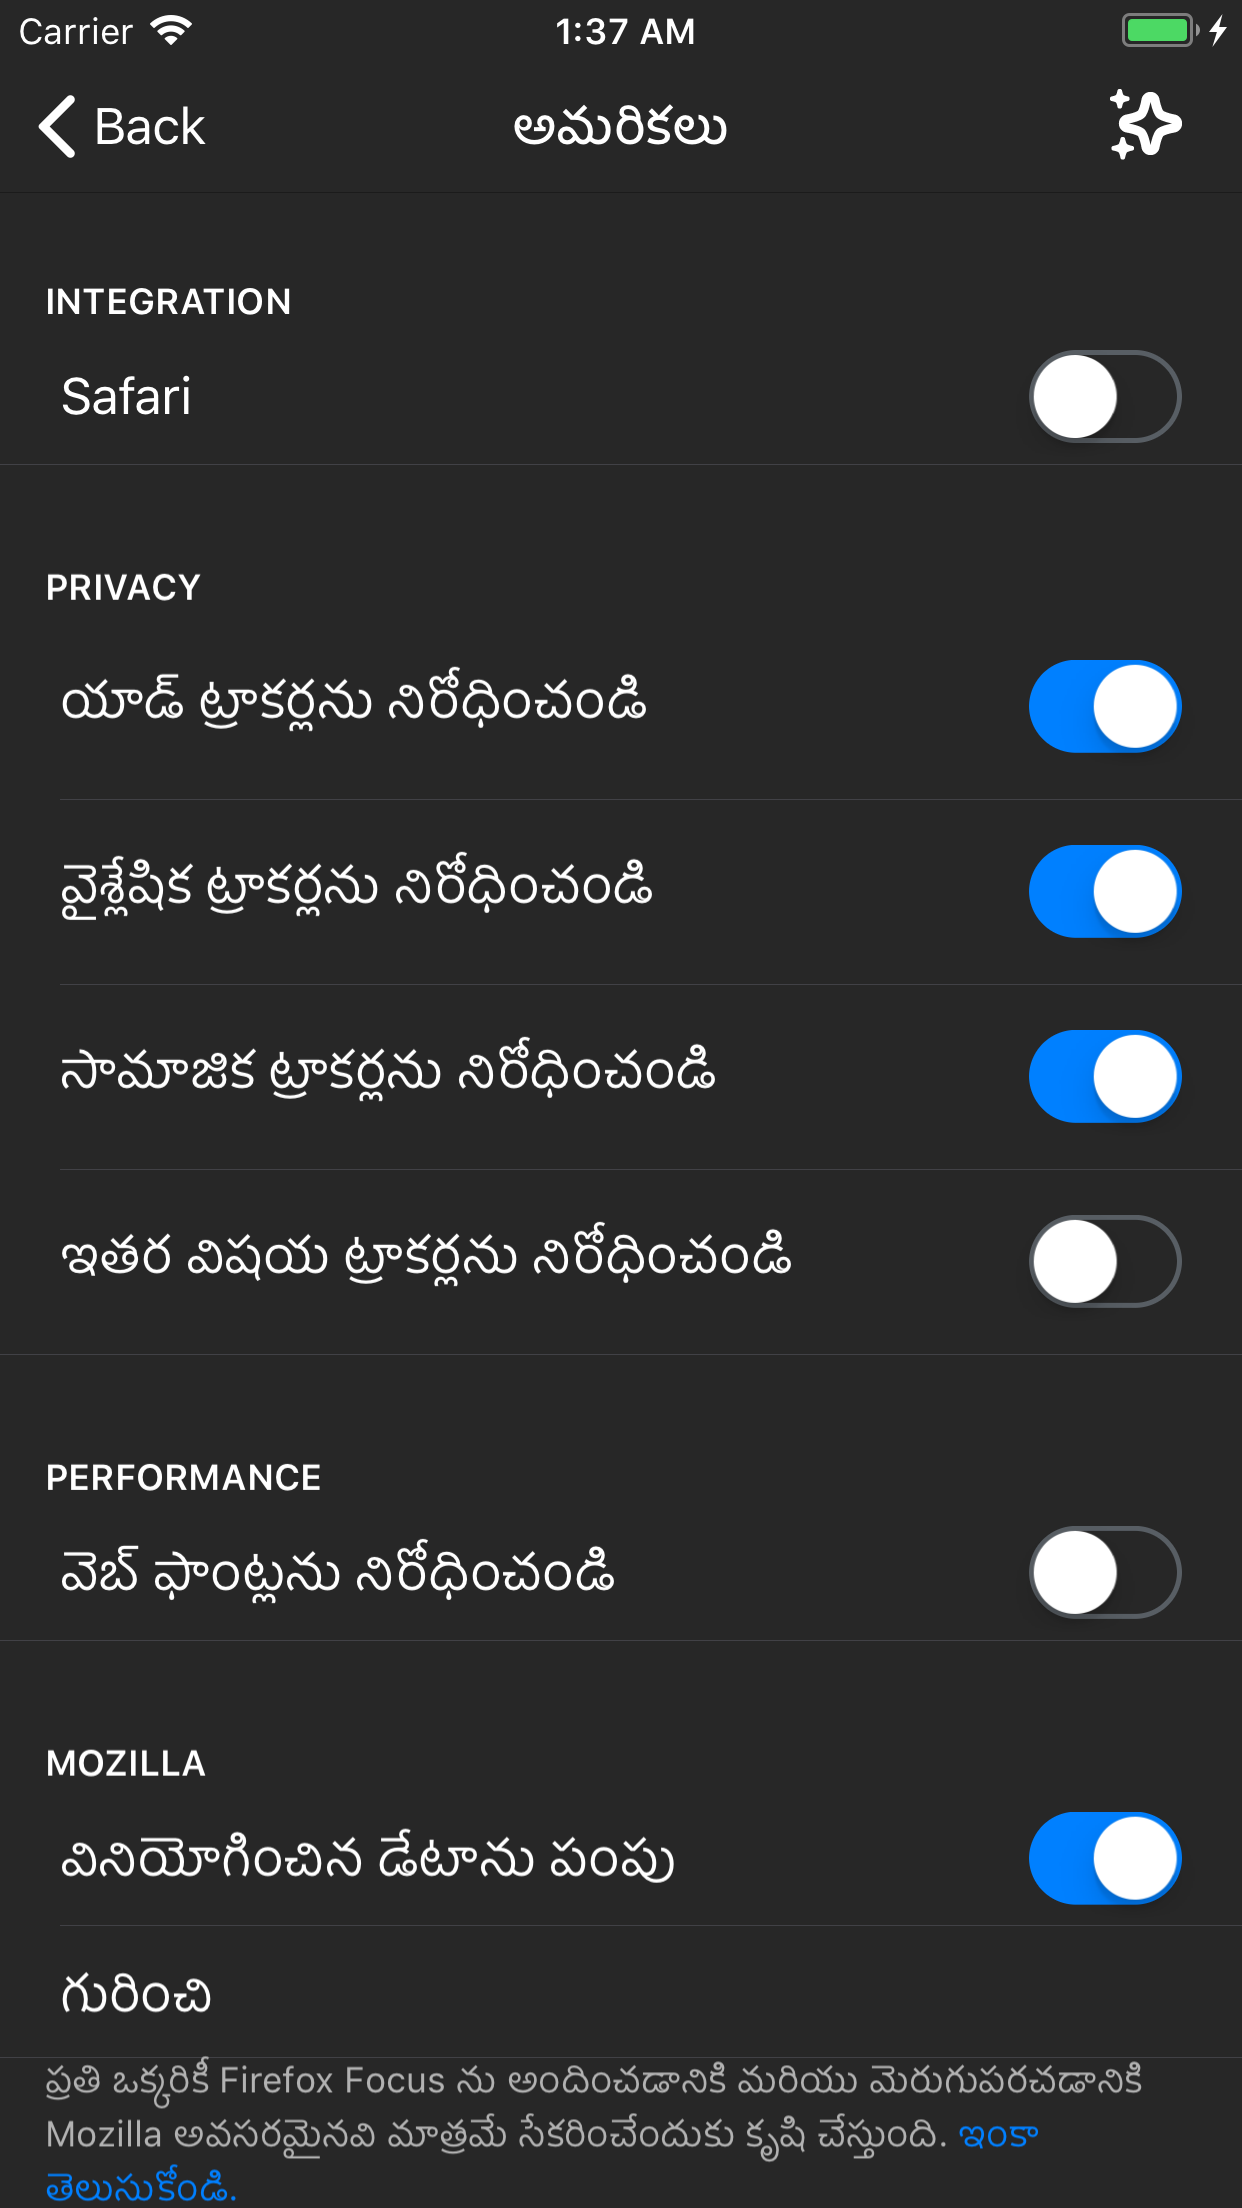 Carrier 1:37 AM
Back అమరికలు
INTEGRATION
Safari
PRIVACY
యాడ్ ట్రాకర్లను నిరోధించండి
వైశ్లేషిక ట్రాకర్లను నిరోధించండి
సామాజిక ట్రాకర్లను నిరోధించండి
ఇతర విషయ ట్రాకర్లను నిరోధించండి
PERFORMANCE
వెబ్ ఫాంట్లను నిరోధించండి
MOZILLA
వినియోగించిన డేటాను పంపు
గురించి
ప్రతి ఒక్కరికీ Firefox Focus ను అందించడానికి మరియు మెరుగుపరచడానికి
Mozilla అవసరమైనవి మాత్రమే సేకరించేందుకు కృషి చేస్తుంది. ఇంకా
తెలుసుకోండి.